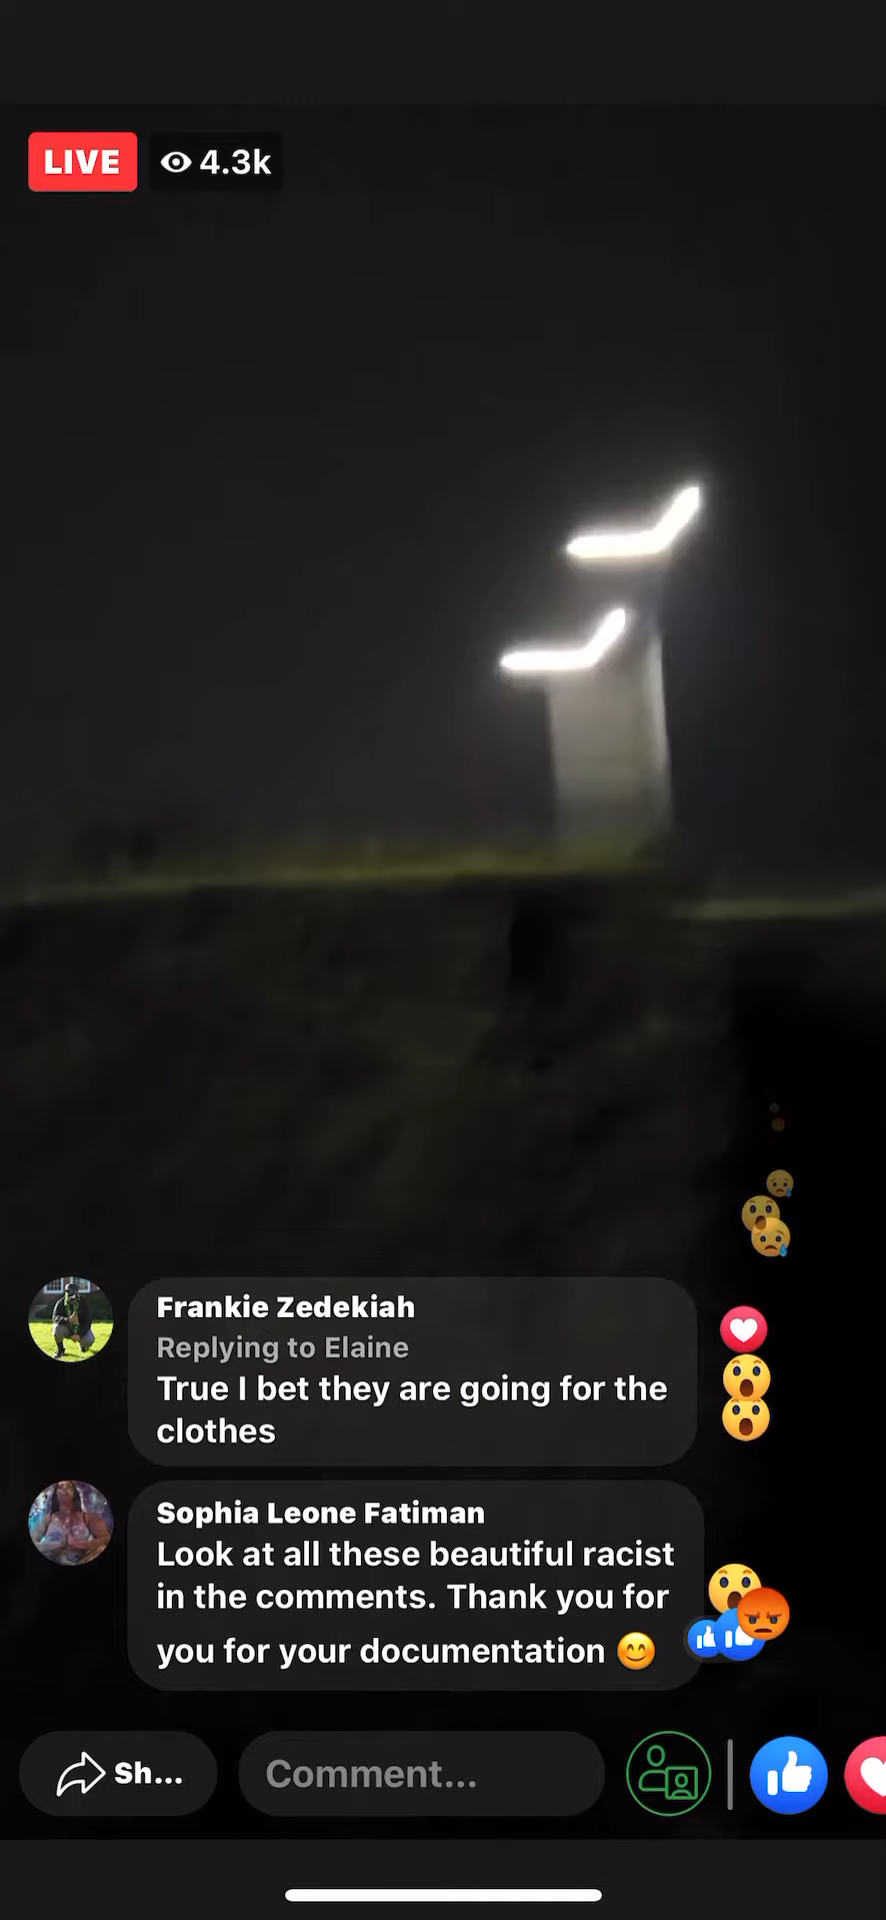 LIVE 4.3k
Frankie Zedekiah
Replying to Elaine
True I bet they are going for the
clothes
Sophia Leone Fatiman
Look at all these beautiful racist
in the comments. Thank you for
you for your documentation 😊
Sh... Comment...